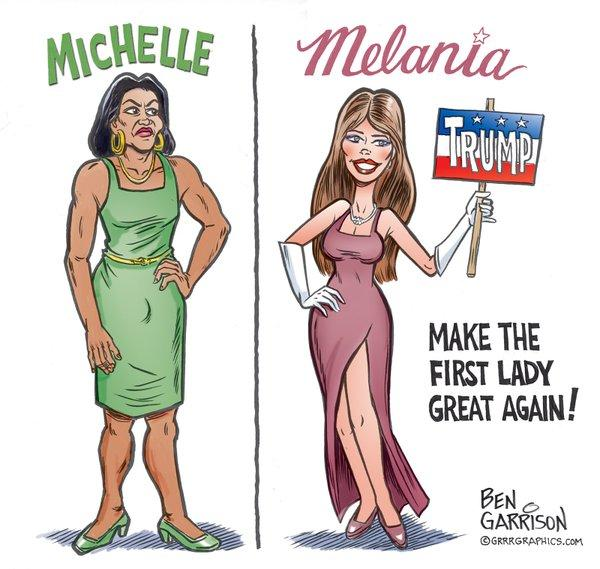 MICHELLE
Melania
TRUMP
MAKE THE
FIRST LADY
GREAT AGAIN!
BEN
GARRISON
©GRRRGRAPHICS.COM